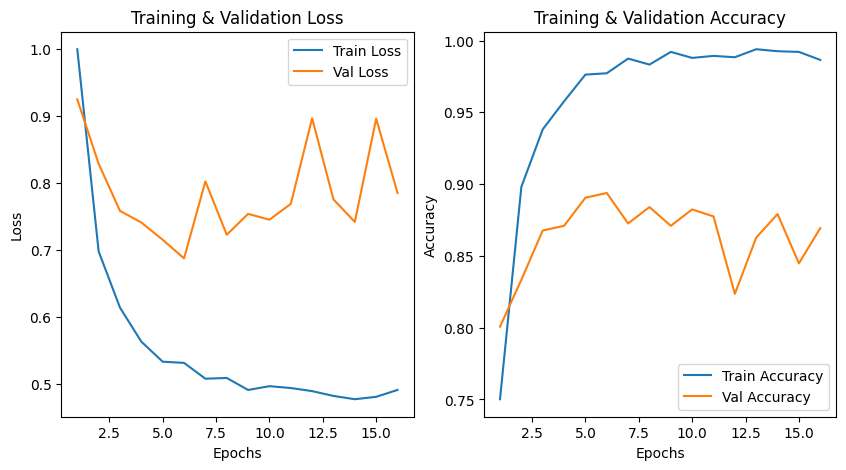 Training & Validation Loss
1.0
0.9
0.8
0.7
0.6
0.5
Loss
2.5 5.0 7.5 10.0 12.5 15.0
Epochs
Train Loss
Val Loss
Training & Validation Accuracy
1.00
0.95
0.90
0.85
0.80
0.75
Accuracy
2.5 5.0 7.5 10.0 12.5 15.0
Epochs
Train Accuracy
Val Accuracy